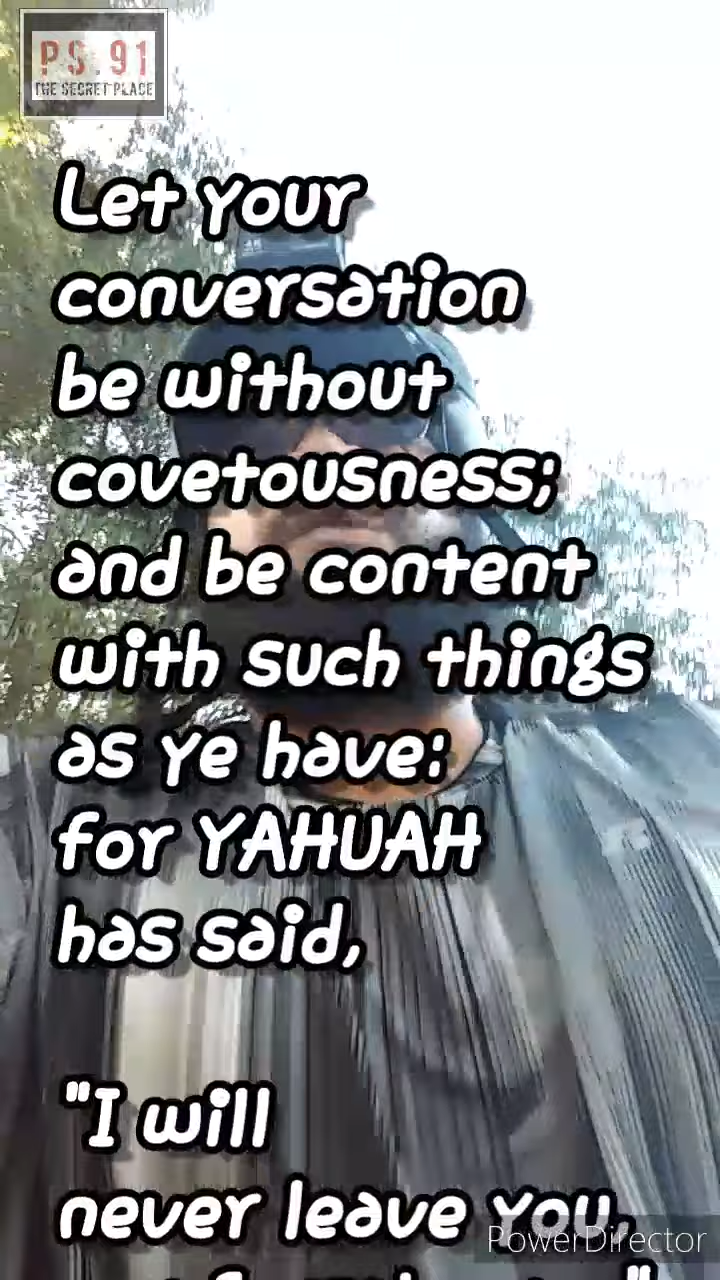 PS.91
THE SECRET PLACE
Let your
conversation
be without
covetousness;
and be content
with such things
as ye have:
for YAHUAH
has said,
"I will
never leave you,
PowerDirector